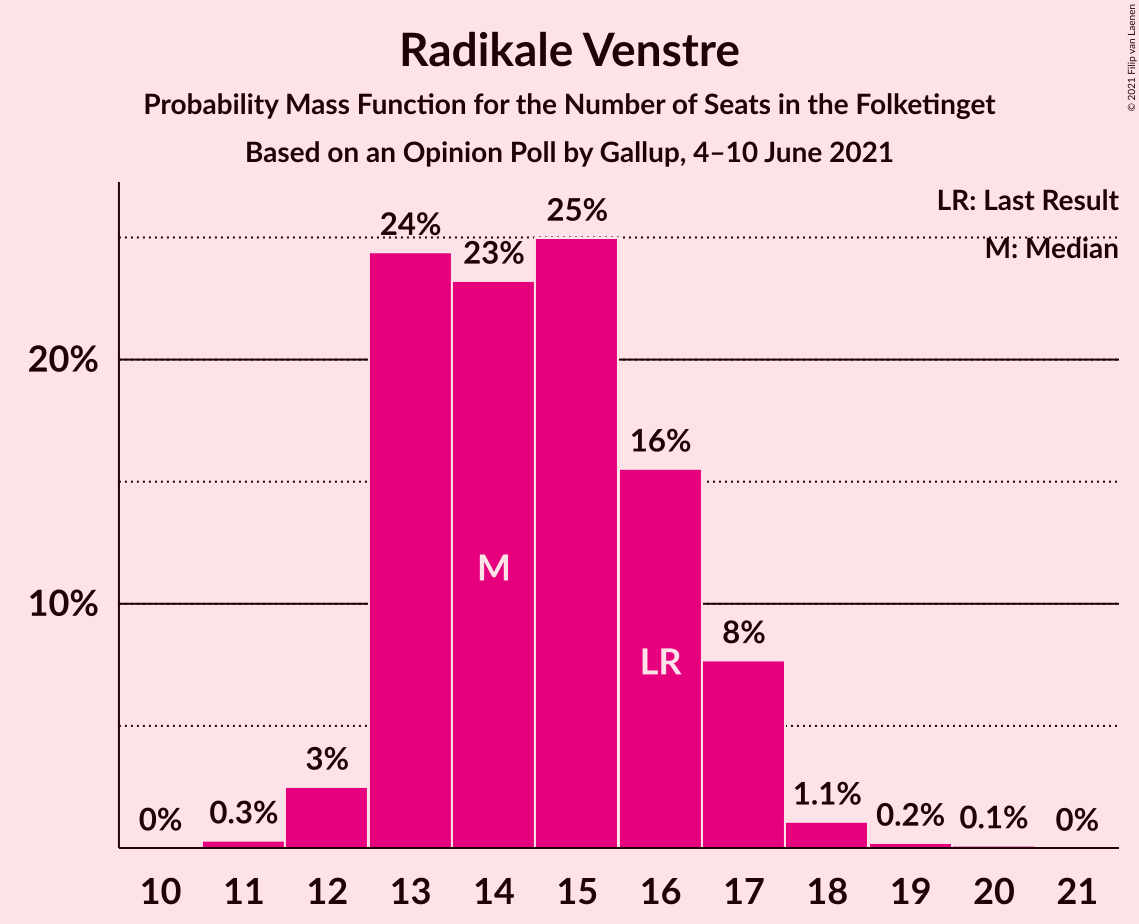 Radikale Venstre
Probability Mass Function for the Number of Seats in the Folketinget
Based on an Opinion Poll by Gallup, 4–10 June 2021
© 2021 Filip van Laenen
LR: Last Result
M: Median
20%
10%
0%
0.3%
3%
24%
23%
25%
16%
8%
1.1%
0.2%
0.1%
0%
M
LR
10 11 12 13 14 15 16 17 18 19 20 21